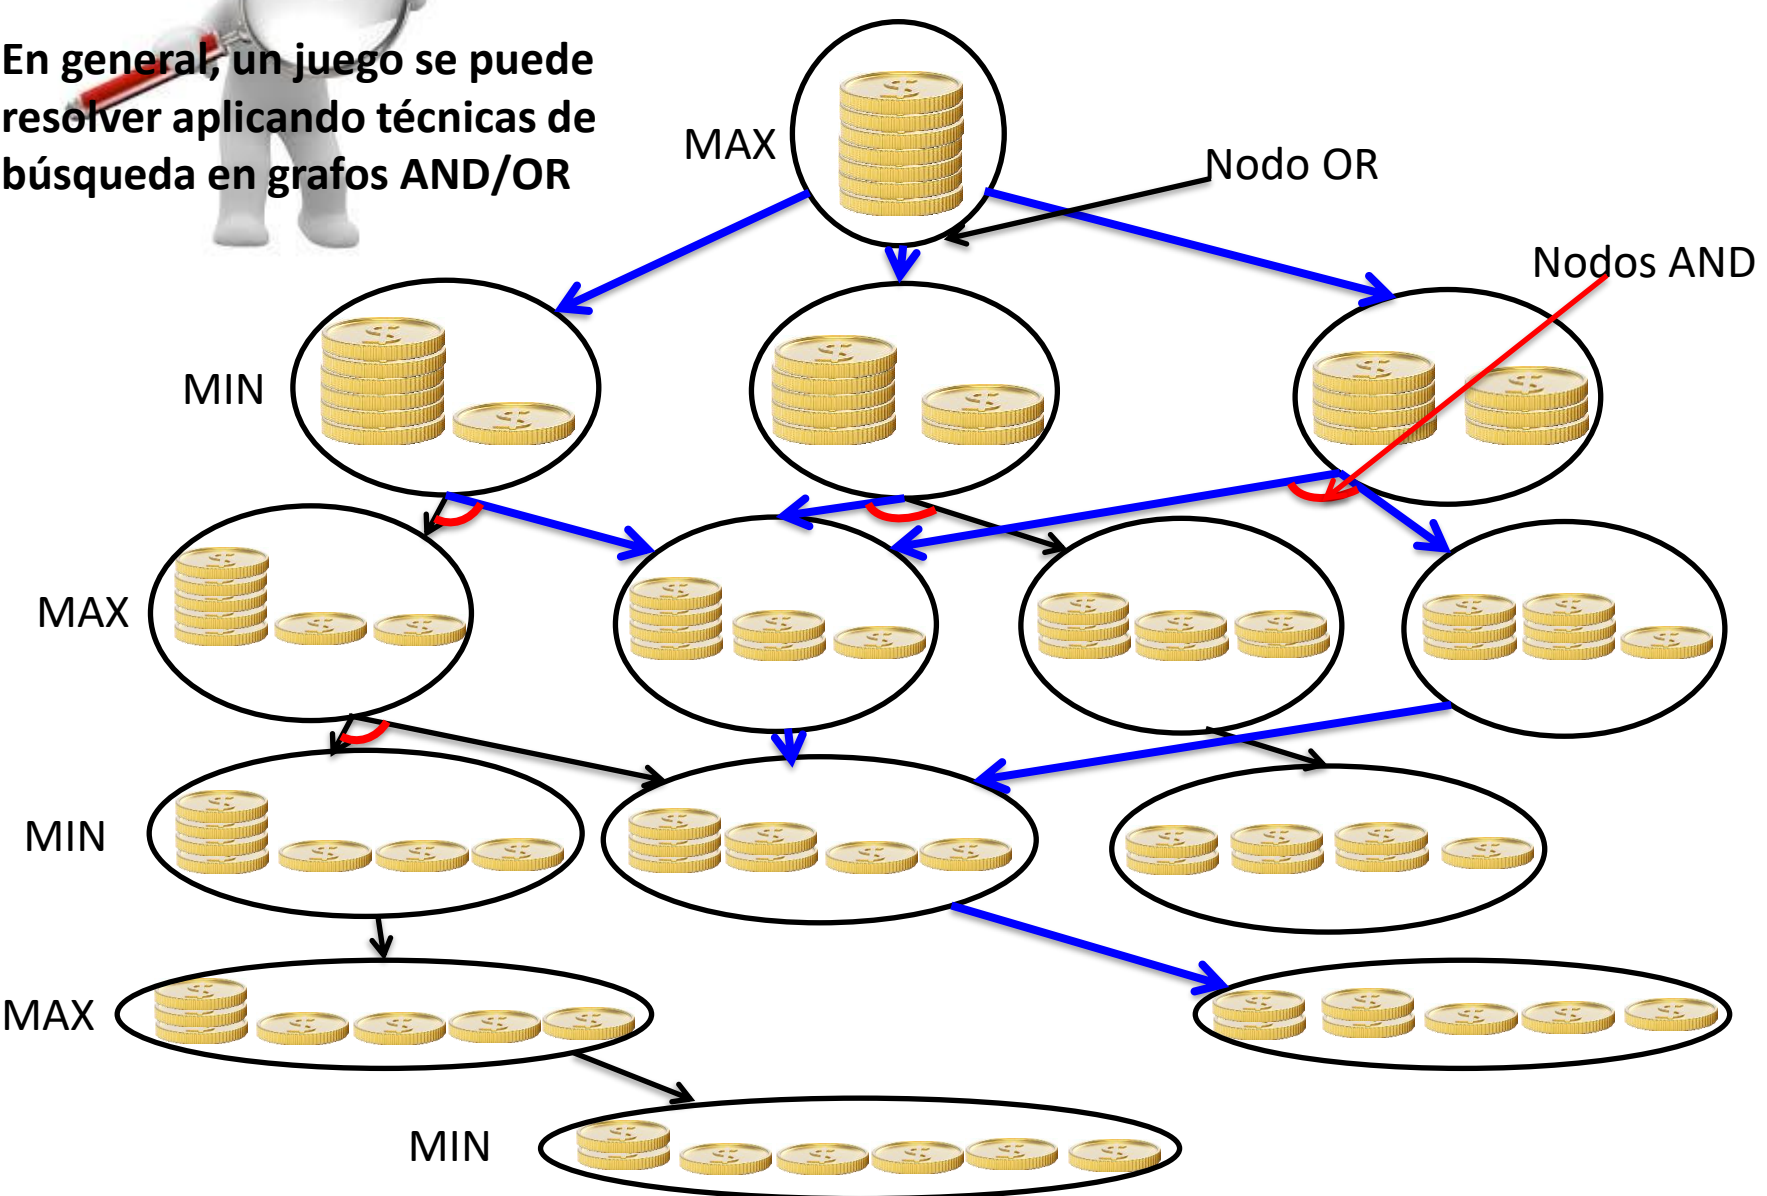 En general, un juego se puede
resolver aplicando técnicas de
búsqueda en grafos AND/OR
MAX
Nodo OR
Nodos AND
MIN
MAX
MIN
MAX
MIN